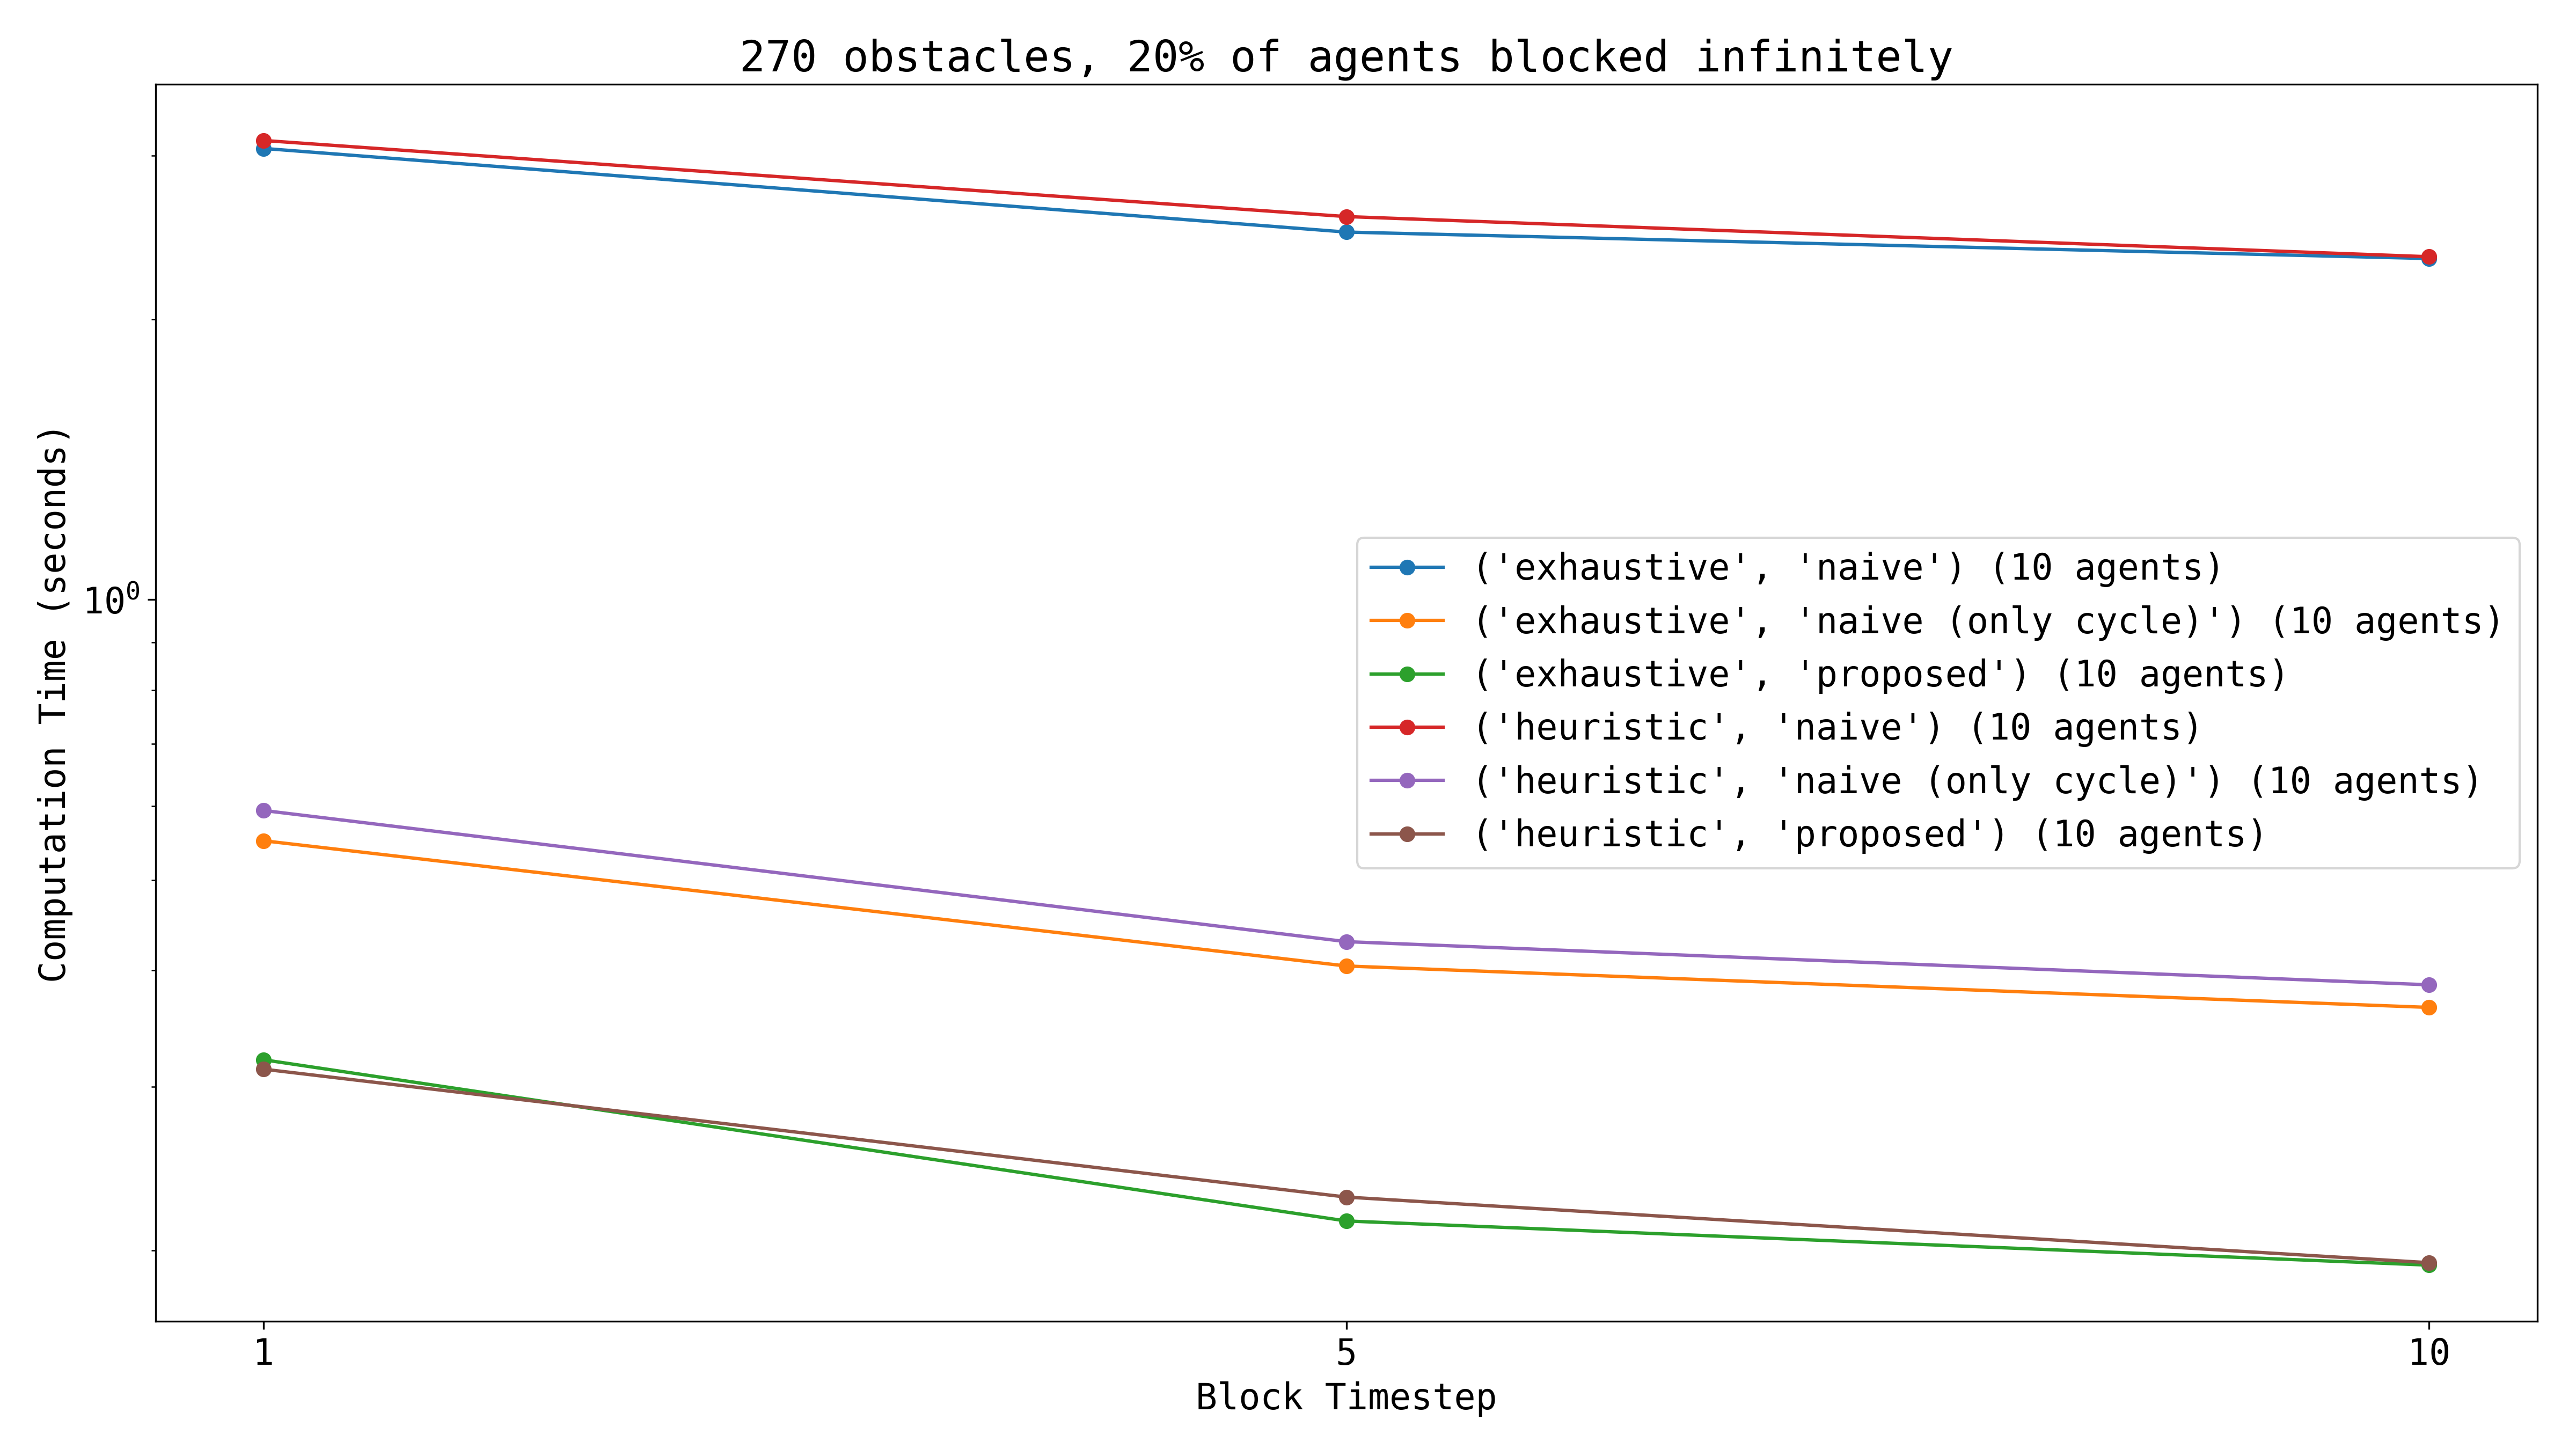 270 obstacles, 20% of agents blocked infinitely
Computation Time (seconds)
10⁰
('exhaustive', 'naive') (10 agents)
('exhaustive', 'naive (only cycle)') (10 agents)
('exhaustive', 'proposed') (10 agents)
('heuristic', 'naive') (10 agents)
('heuristic', 'naive (only cycle)') (10 agents)
('heuristic', 'proposed') (10 agents)
1 5 10
Block Timestep